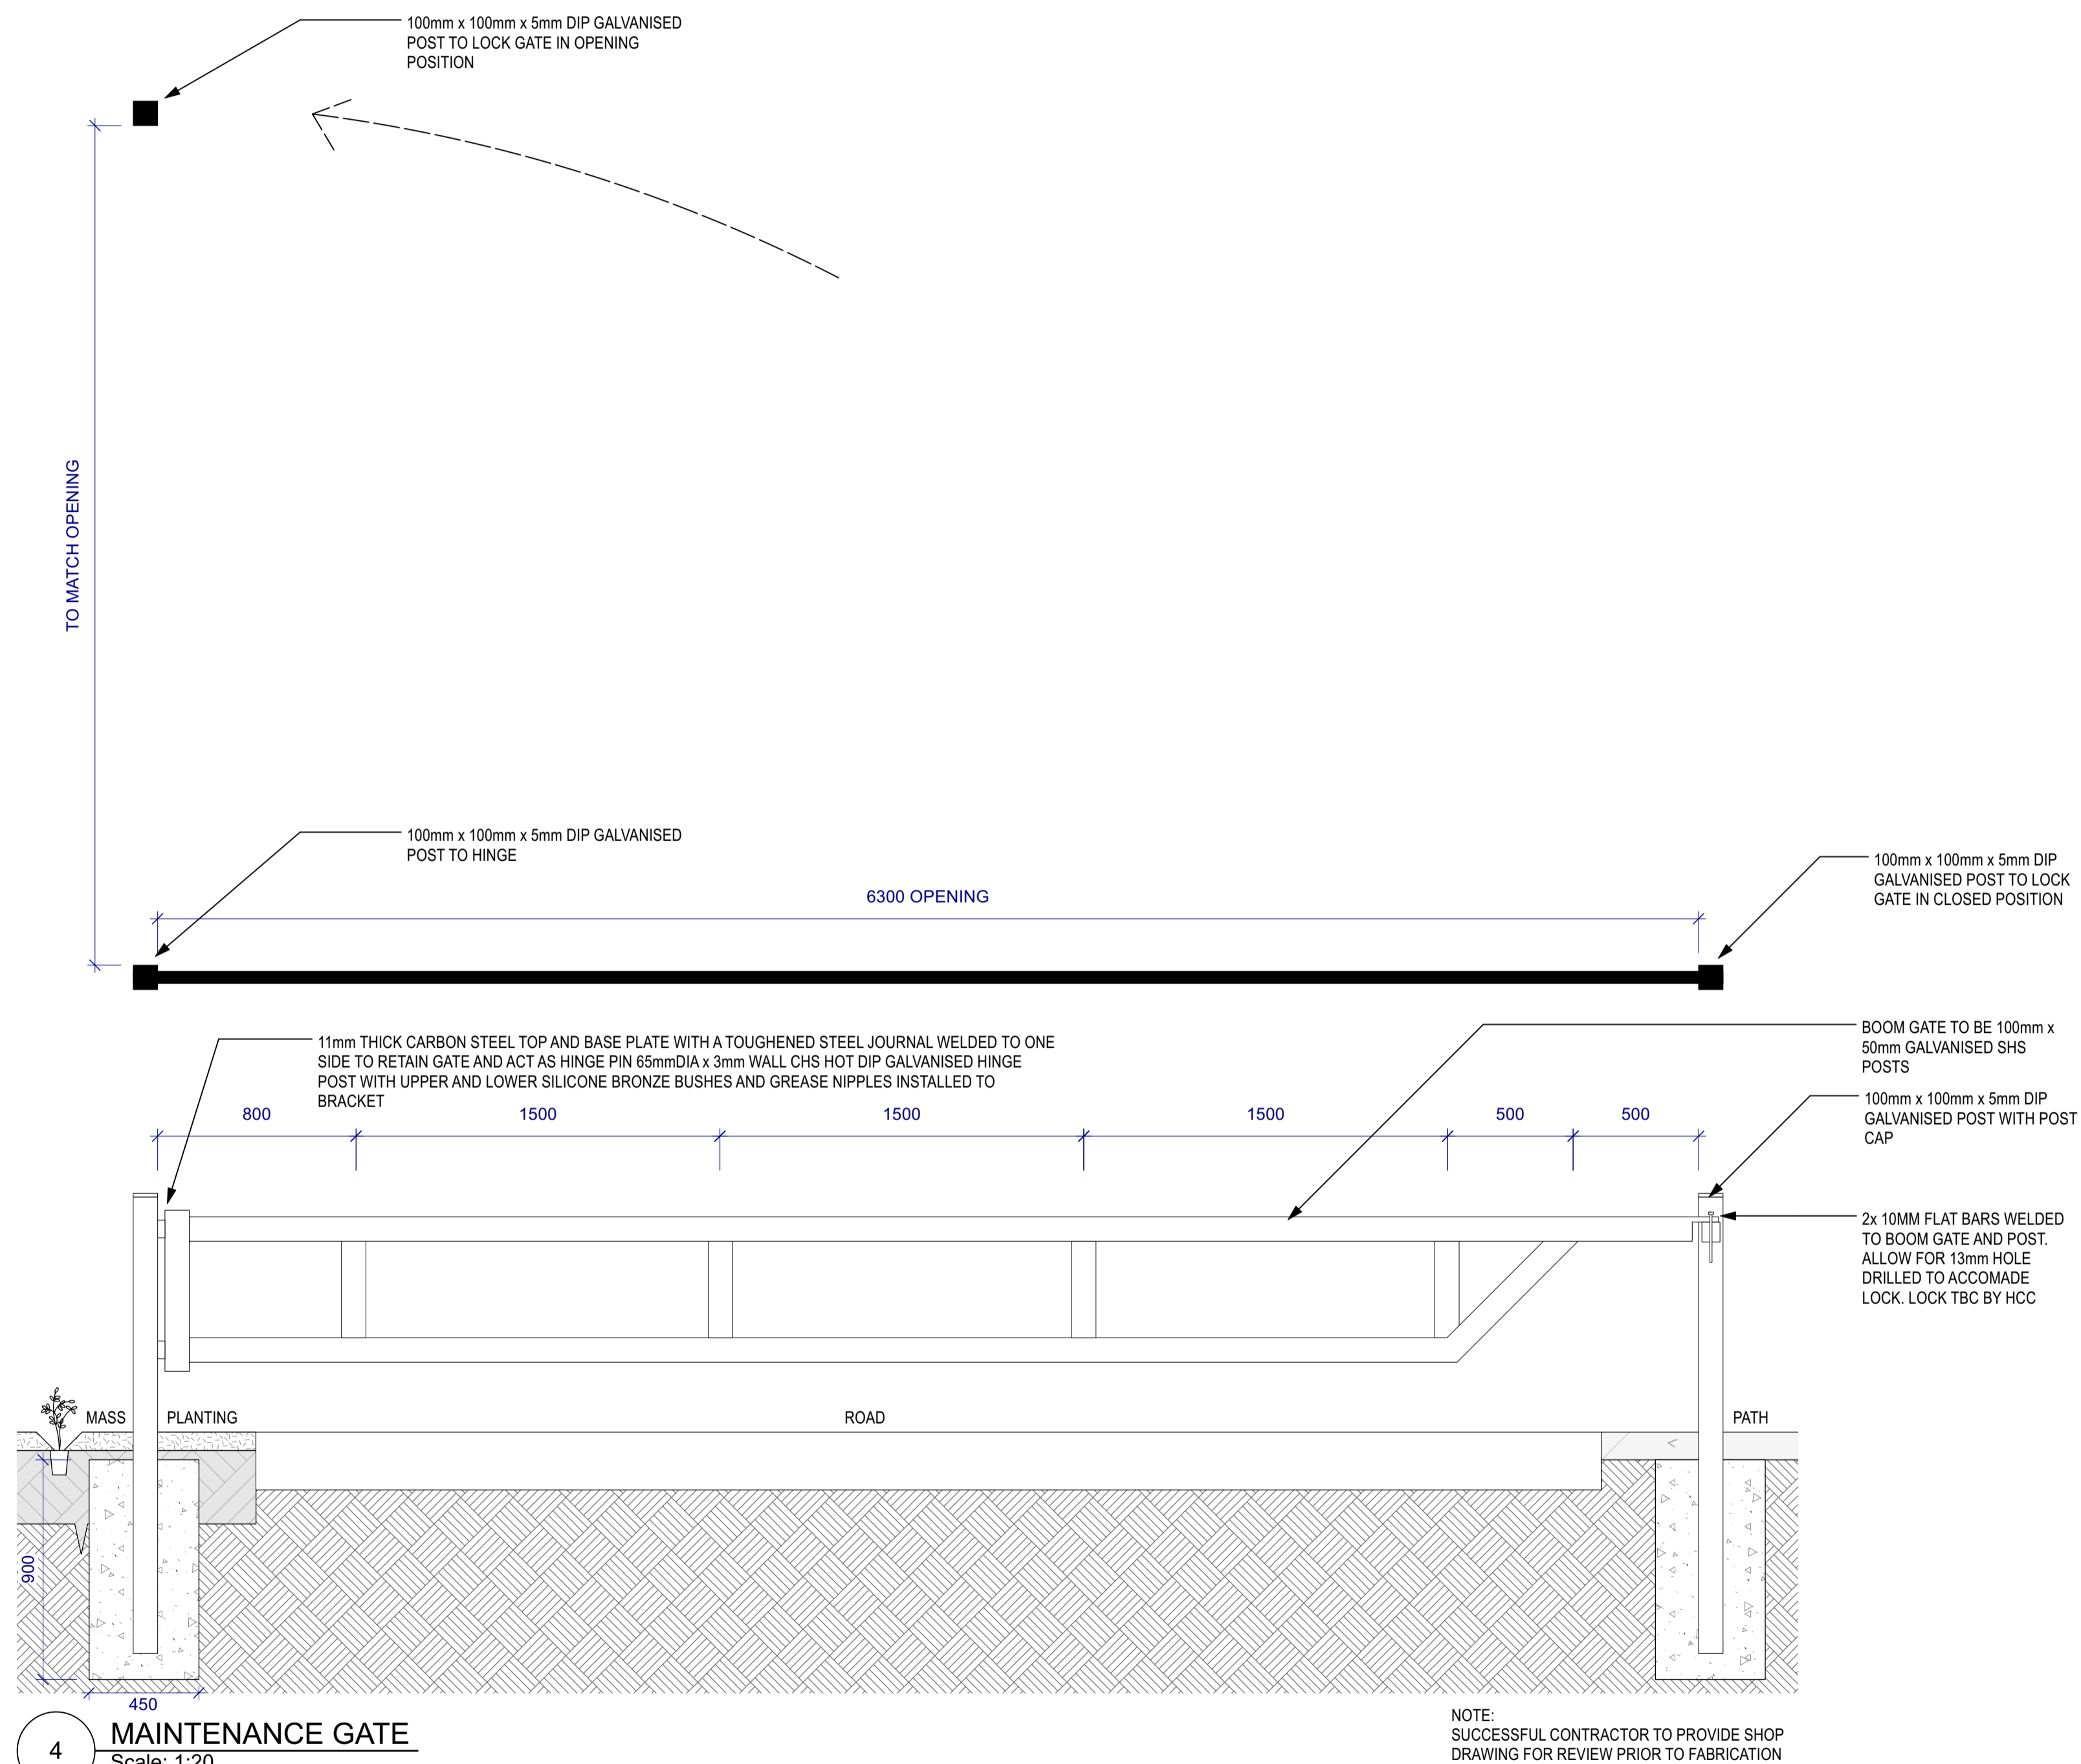 100mm x 100mm x 5mm DIP GALVANISED
POST TO LOCK GATE IN OPENING
POSITION
TO MATCH OPENING
100mm x 100mm x 5mm DIP GALVANISED
POST TO HINGE
6300 OPENING
100mm x 100mm x 5mm DIP
GALVANISED POST TO LOCK
GATE IN CLOSED POSITION
11mm THICK CARBON STEEL TOP AND BASE PLATE WITH A TOUGHENED STEEL JOURNAL WELDED TO ONE
SIDE TO RETAIN GATE AND ACT AS HINGE PIN 65mmDIA x 3mm WALL CHS HOT DIP GALVANISED HINGE
POST WITH UPPER AND LOWER SILICONE BRONZE BUSHES AND GREASE NIPPLES INSTALLED TO
BRACKET
BOOM GATE TO BE 100mm x
50mm GALVANISED SHS
POSTS
800
1500
1500
1500
500
500
100mm x 100mm x 5mm DIP
GALVANISED POST WITH POST
CAP
2x 10MM FLAT BARS WELDED
TO BOOM GATE AND POST.
ALLOW FOR 13mm HOLE
DRILLED TO ACCOMADE
LOCK. LOCK TBC BY HCC
MASS PLANTING
ROAD
PATH
900
450
4
MAINTENANCE GATE
Scale: 1:20
NOTE:
SUCCESSFUL CONTRACTOR TO PROVIDE SHOP
DRAWING FOR REVIEW PRIOR TO FABRICATION